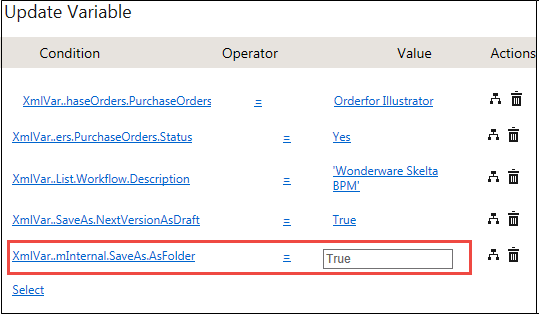 Update Variable
Condition Operator Value Actions
XmlVar..haseOrders.PurchaseOrders = Orderfor Illustrator
XmlVar..ers.PurchaseOrders.Status = Yes
XmlVar..List.Workflow.Description = 'Wonderware Skelta
BPM'
XmlVar..SaveAs.NextVersionAsDraft = True
XmlVar..mInternal.SaveAs.AsFolder = True
Select